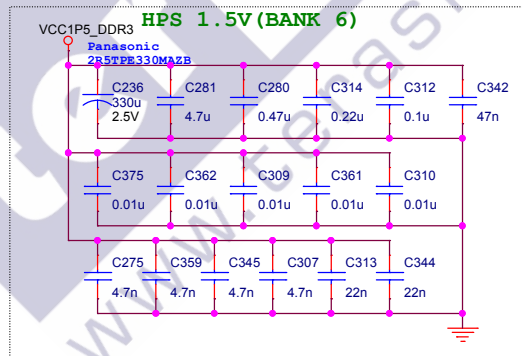 HPS 1.5V(BANK 6)
VCC1P5_DDR3
Panasonic
2R5TPE330MAZB
C236 C281 C280 C314 C312 C342
330u 4.7u 0.47u 0.22u 0.1u 47n
2.5V
C375 C362 C309 C361 C310
0.01u 0.01u 0.01u 0.01u 0.01u
C275 C359 C345 C307 C313 C344
4.7n 4.7n 4.7n 4.7n 22n 22n
www.teras